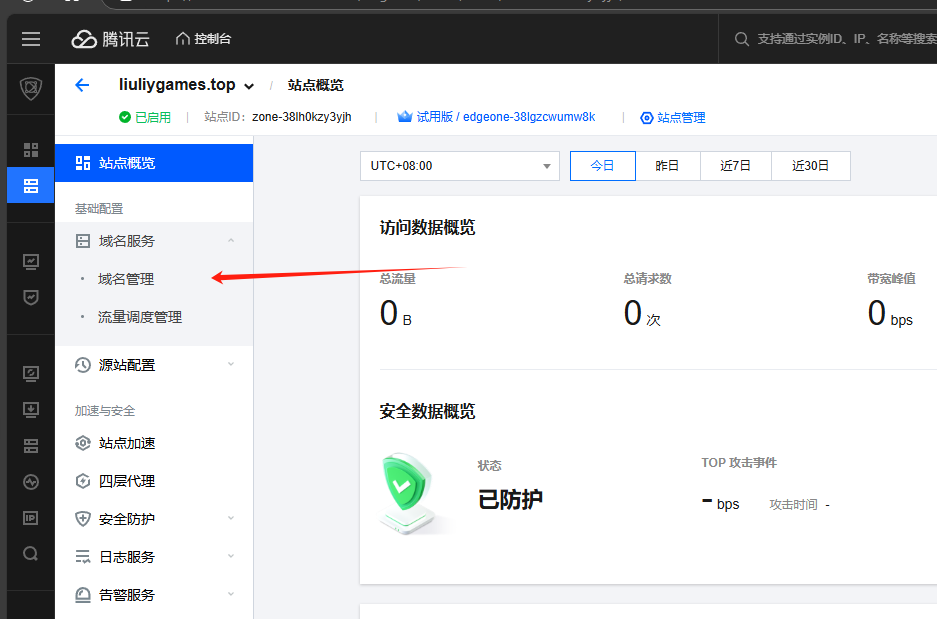 腾讯云
控制台
支持通过实例ID、IP、名称等搜索
liuliygames.top / 站点概览
已启用 | 站点ID: zone-38lh0kzy3yjh | 试用版 / edgeone-38lgzcwumw8k | 站点管理
站点概览
UTC+08:00
今日
昨日
近7日
近30日
基础配置
域名服务
· 域名管理
· 流量调度管理
源站配置
加速与安全
站点加速
四层代理
安全防护
日志服务
告警服务
访问数据概览
总流量
0 B
总请求数
0 次
带宽峰值
0 bps
安全数据概览
状态
已防护
TOP 攻击事件
- bps
攻击时间 -
IP